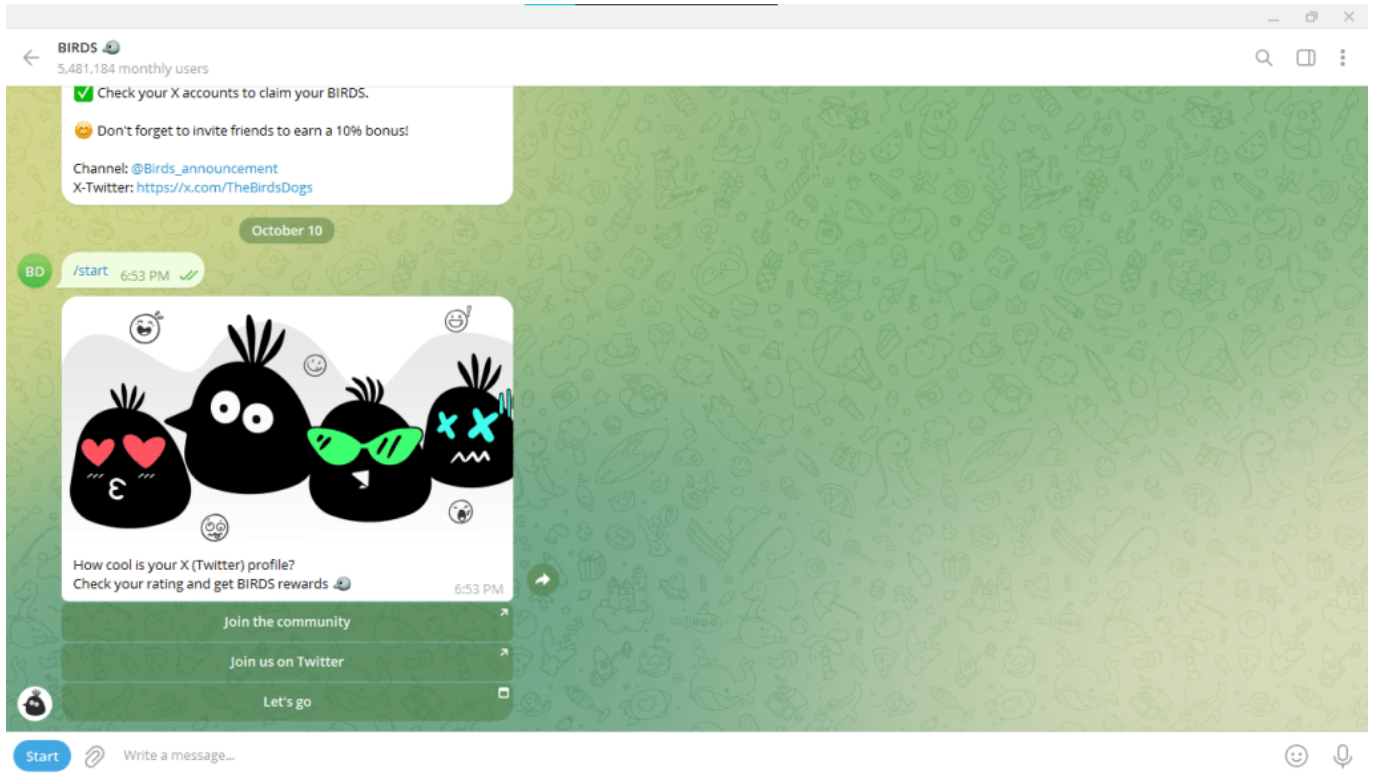 BIRDS
5,481,184 monthly users
✅ Check your X accounts to claim your BIRDS.
😊 Don't forget to invite friends to earn a 10% bonus!
Channel: @Birds_announcement
X-Twitter: https://x.com/TheBirdsDogs
October 10
BD
/start 6:53 PM
How cool is your X (Twitter) profile?
Check your rating and get BIRDS rewards
6:53 PM
Join the community
Join us on Twitter
Let's go
Start
Write a message...